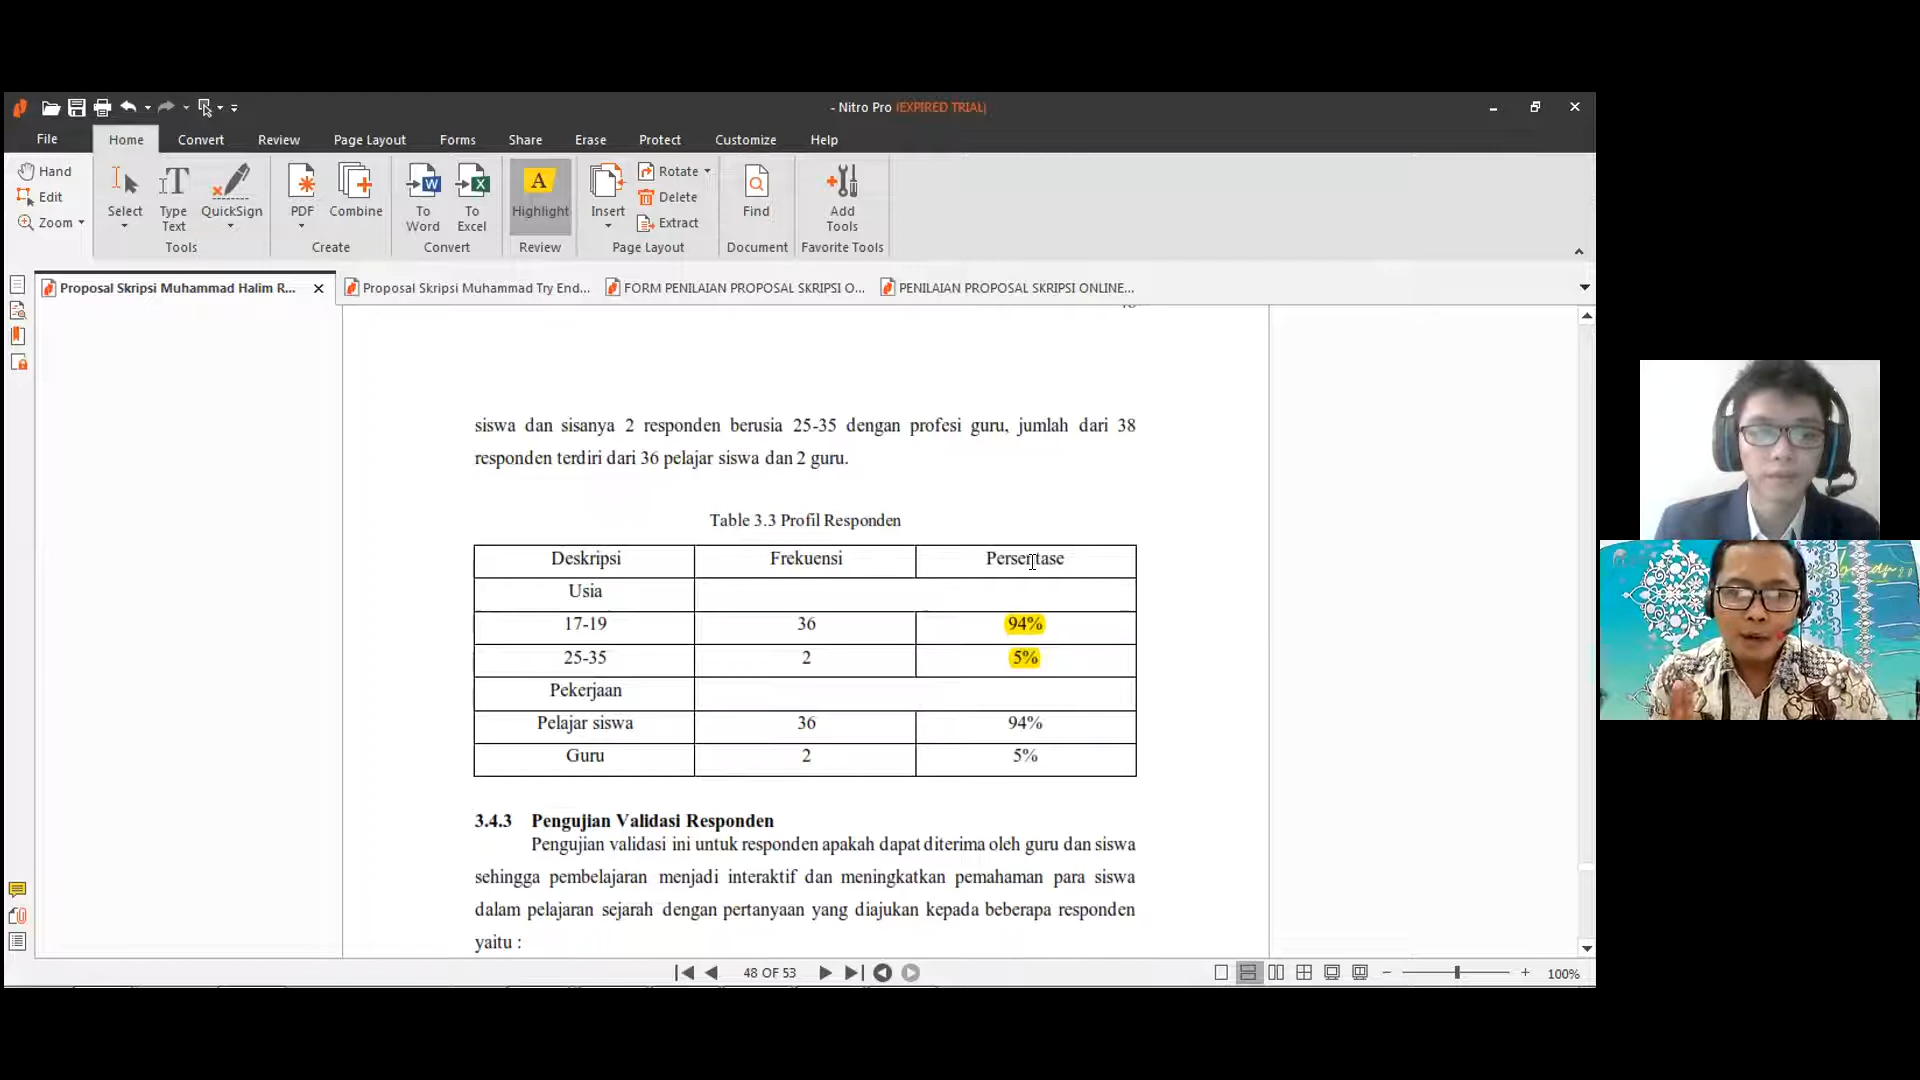 - Nitro Pro (EXPIRED TRIAL)
File Home Convert Review Page Layout Forms Share Erase Protect Customize Help
Hand
Edit
Zoom
Select
Type Text
QuickSign
Tools
PDF
Combine
Create
To Word
To Excel
Convert
A
Highlight
Review
Insert
Rotate
Delete
Extract
Page Layout
Find
Document
Add Tools
Favorite Tools
Proposal Skripsi Muhammad Halim R... Proposal Skripsi Muhammad Try End... FORM PENILAIAN PROPOSAL SKRIPSI O... PENILAIAN PROPOSAL SKRIPSI ONLINE...
siswa dan sisanya 2 responden berusia 25-35 dengan profesi guru, jumlah dari 38
responden terdiri dari 36 pelajar siswa dan 2 guru.
Table 3.3 Profil Responden
Deskripsi Frekuensi Persentase
Usia
17-19 36 94%
25-35 2 5%
Pekerjaan
Pelajar siswa 36 94%
Guru 2 5%
3.4.3 Pengujian Validasi Responden
Pengujian validasi ini untuk responden apakah dapat diterima oleh guru dan siswa
sehingga pembelajaran menjadi interaktif dan meningkatkan pemahaman para siswa
dalam pelajaran sejarah dengan pertanyaan yang diajukan kepada beberapa responden
yaitu :
48 OF 53
100%